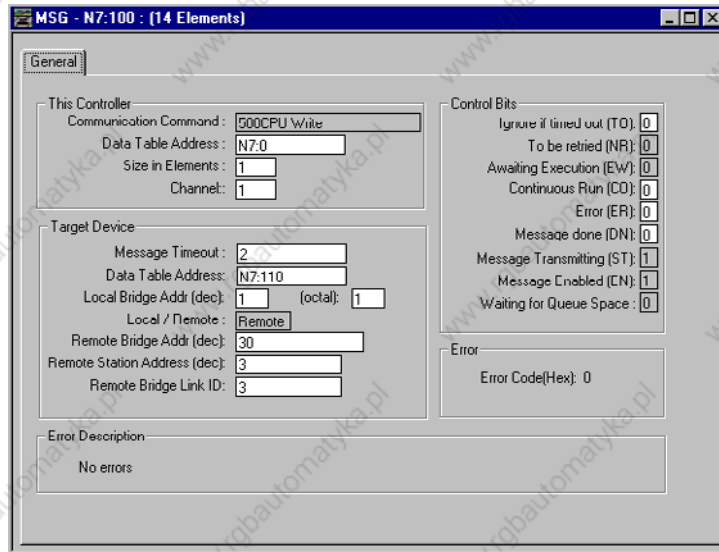 MSG - N7:100 : (14 Elements)
General
This Controller
Communication Command : 500CPU Write
Data Table Address : N7:0
Size in Elements : 1
Channel: 1
Target Device
Message Timeout : 2
Data Table Address: N7:110
Local Bridge Addr (dec): 1 (octal): 1
Local / Remote : Remote
Remote Bridge Addr (dec): 30
Remote Station Address (dec): 3
Remote Bridge Link ID: 3
Control Bits
Ignore if timed out (TO): 0
To be retried (NR): 0
Awaiting Execution (EW): 0
Continuous Run (CO): 0
Error (ER): 0
Message done (DN): 0
Message Transmitting (ST): 1
Message Enabled (EN): 1
Waiting for Queue Space : 0
Error
Error Code(Hex): 0
Error Description
No errors
www.rgbautomatyka.pl